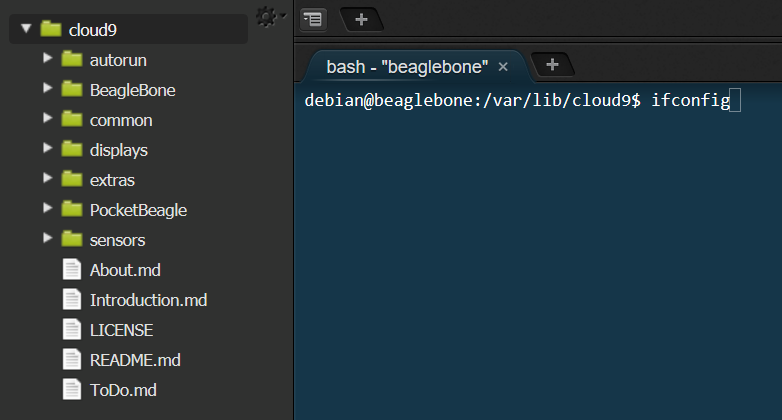 cloud9
autorun
BeagleBone
common
displays
extras
PocketBeagle
sensors
About.md
Introduction.md
LICENSE
README.md
ToDo.md
bash - "beaglebone" ×
debian@beaglebone:/var/lib/cloud9$ ifconfig